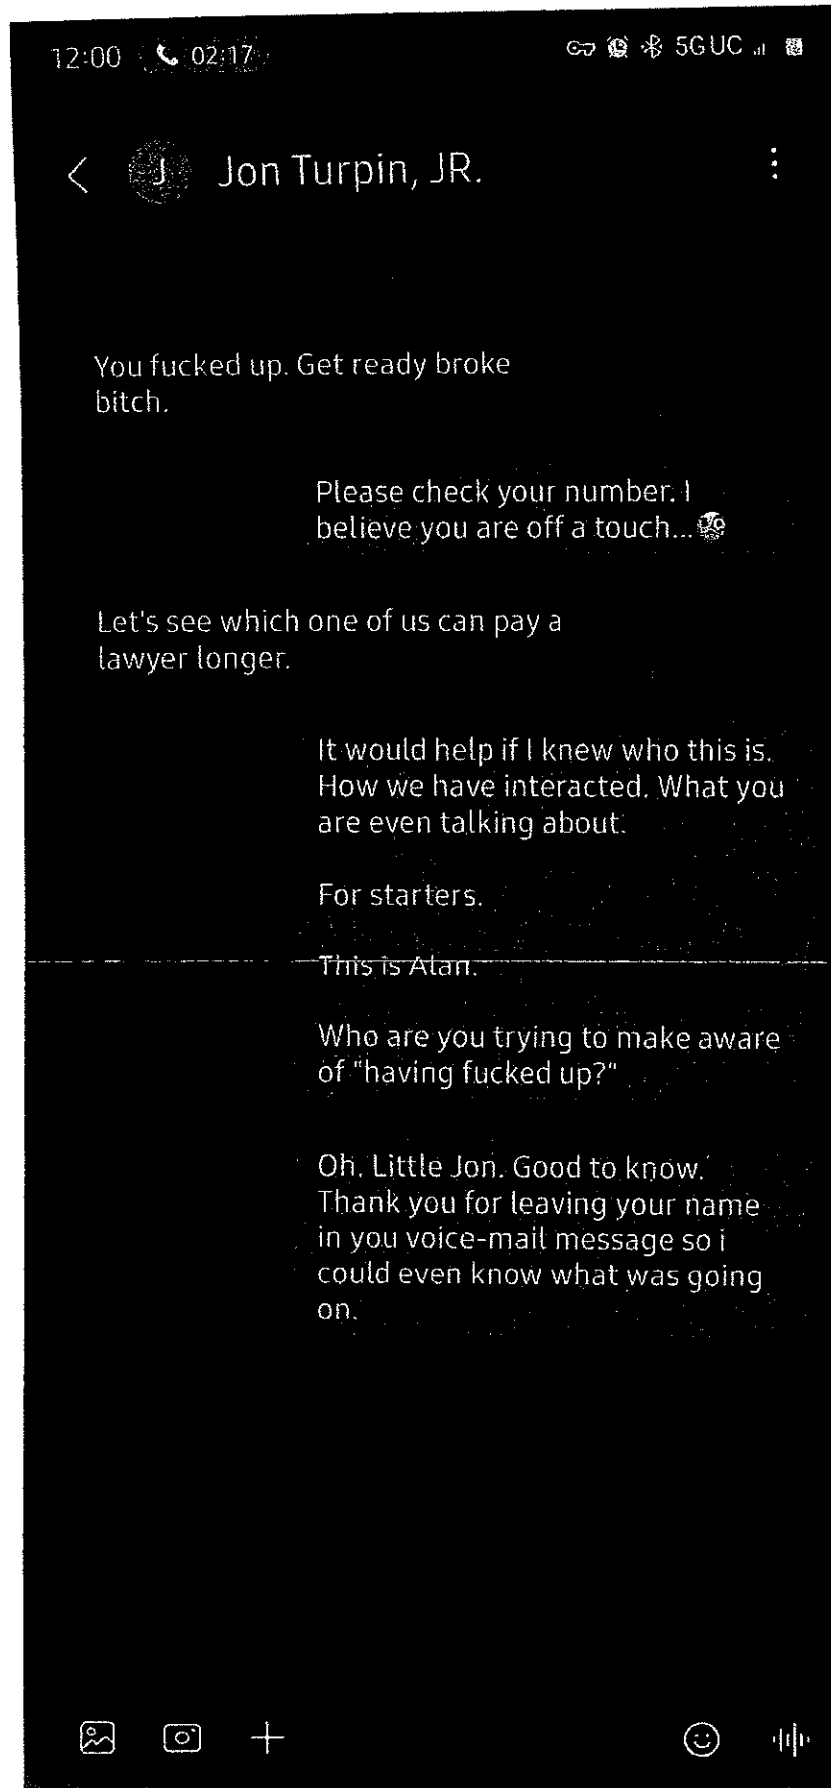 12:00 02:17 5G UC
J Jon Turpin, JR.
You fucked up. Get ready broke
bitch.
Please check your number. I
believe you are off a touch...
Let's see which one of us can pay a
lawyer longer.
It would help if I knew who this is.
How we have interacted. What you
are even talking about.
For starters.
This is Alan.
Who are you trying to make aware
of "having fucked up?"
Oh. Little Jon. Good to know.
Thank you for leaving your name
in you voice-mail message so i
could even know what was going
on.